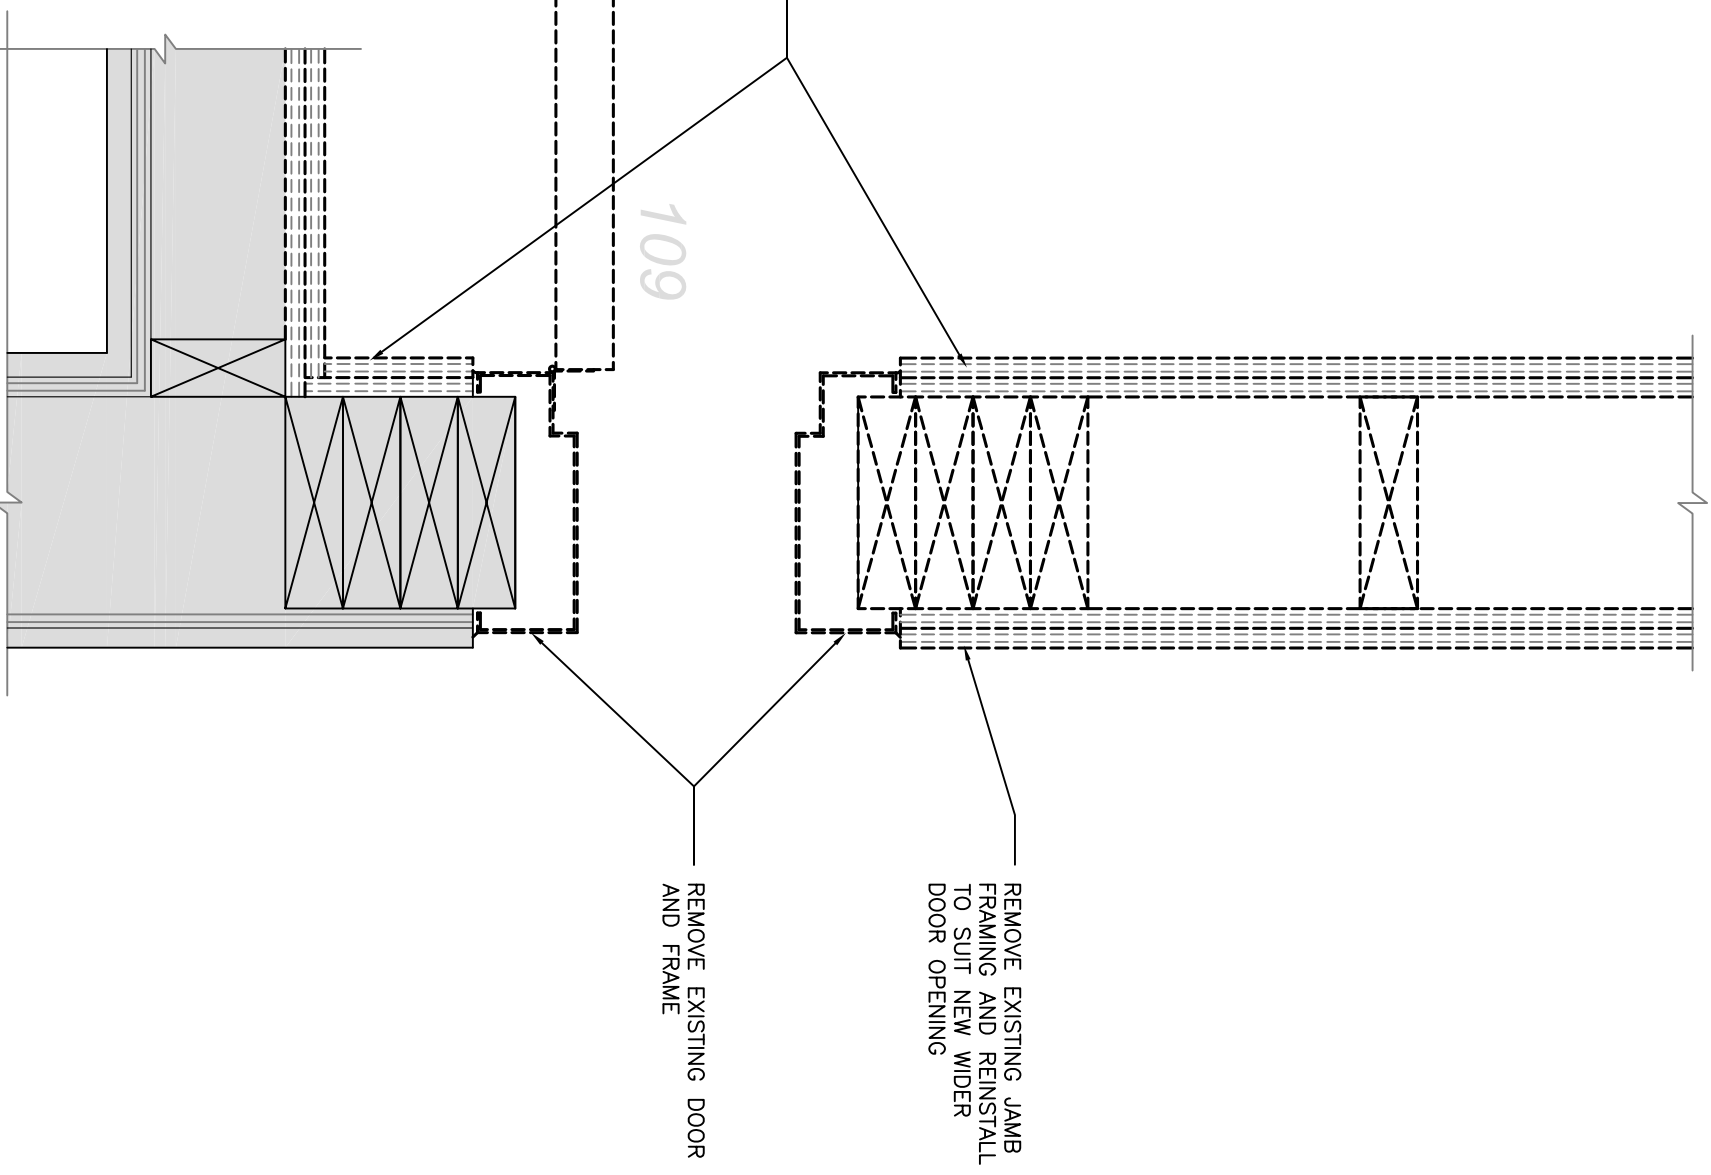 109
REMOVE EXISTING JAMB
FRAMING AND REINSTALL
TO SUIT NEW WIDER
DOOR OPENING
REMOVE EXISTING DOOR
AND FRAME